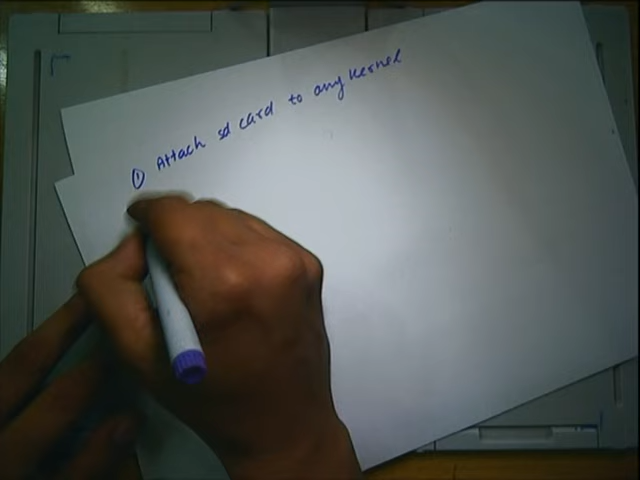 ① Attach sd card to any kernel